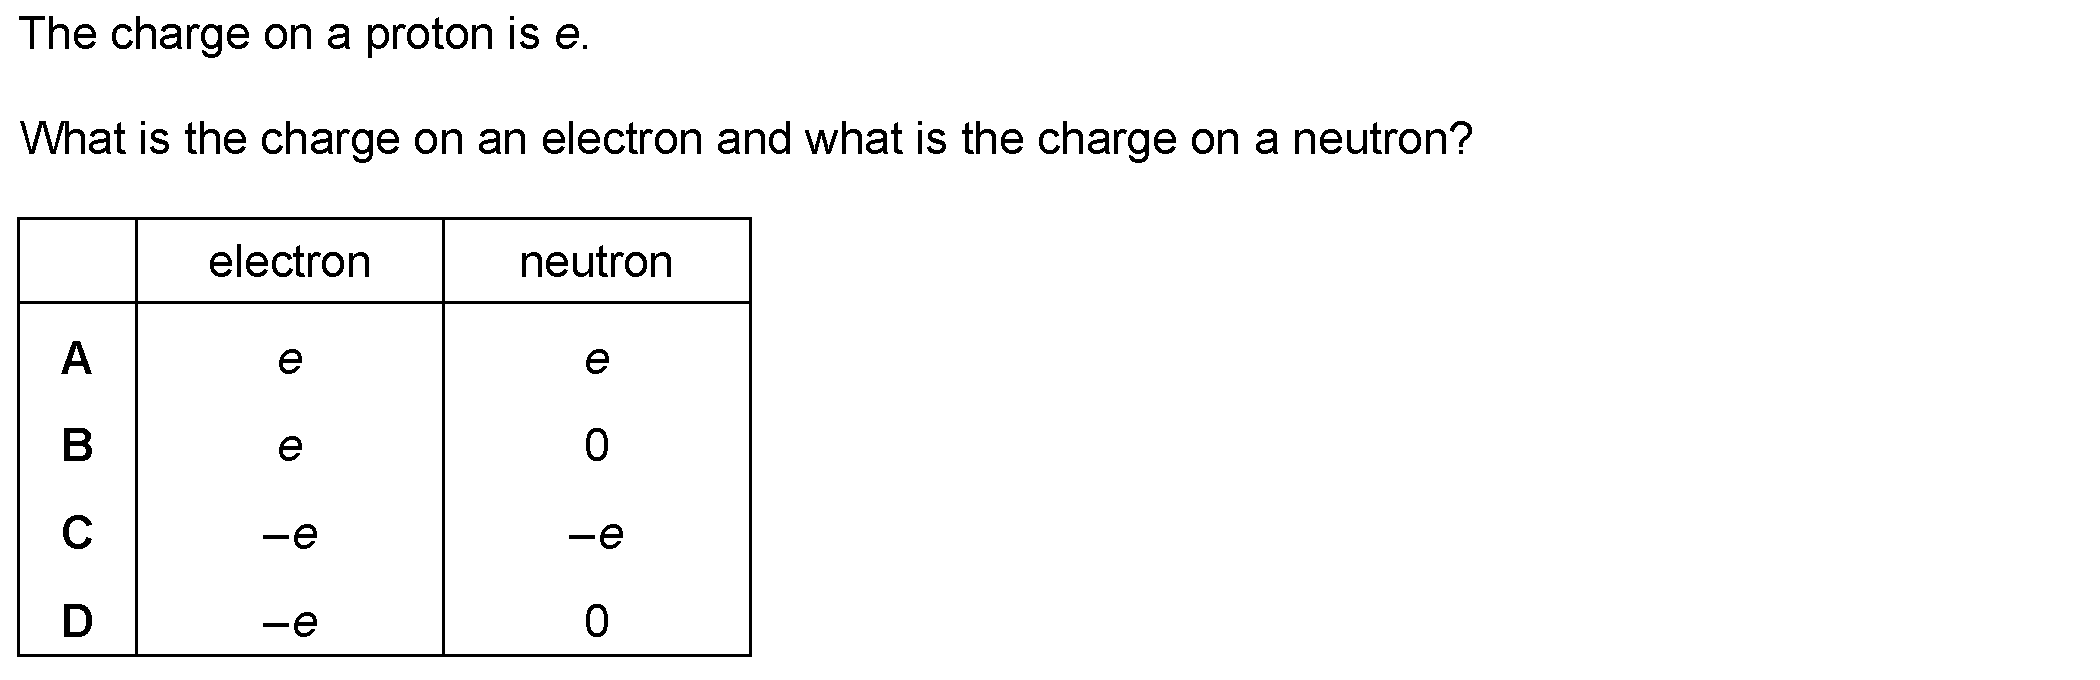 The charge on a proton is e.
What is the charge on an electron and what is the charge on a neutron?
electron neutron
A e e
B e 0
C –e –e
D –e 0